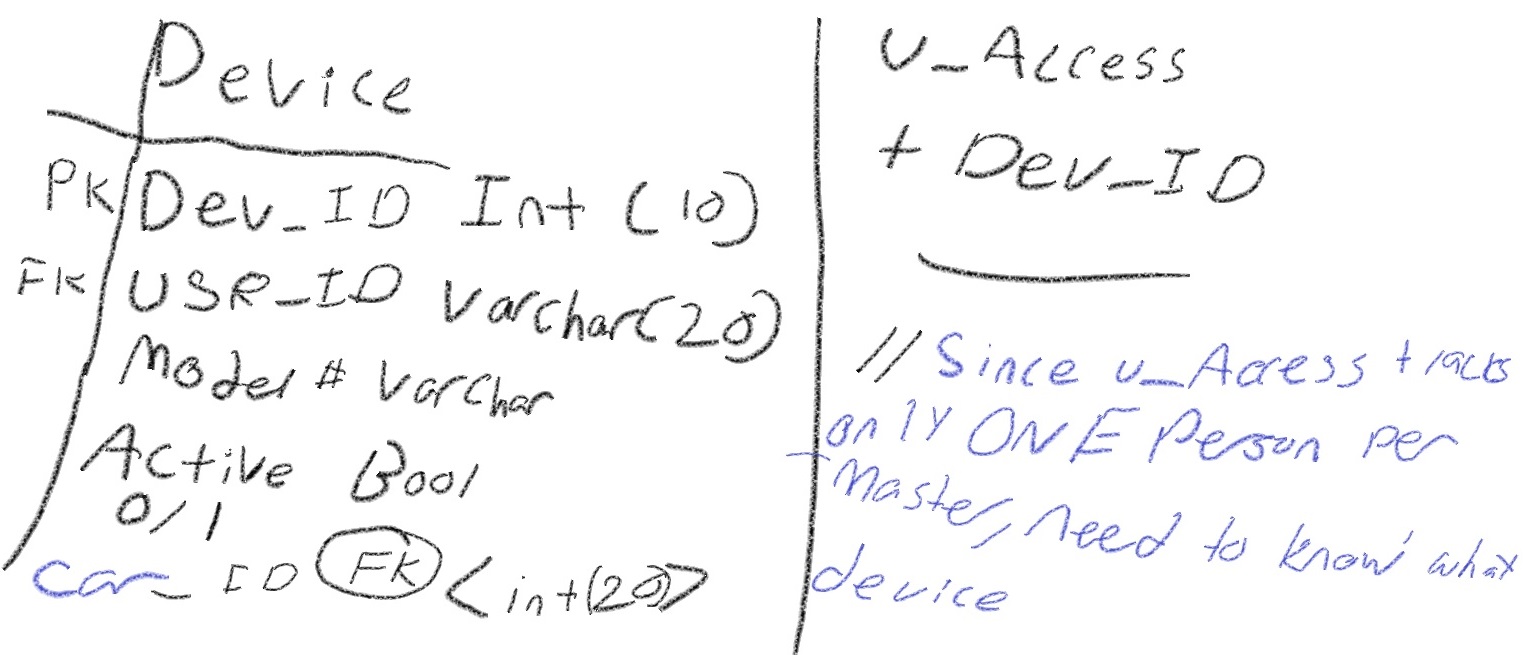 Device
PK Dev_ID Int (10)
FK USR_ID Varchar(20)
Model # Varchar
Active Bool
0/1
Car_ID FK <int(20)>
U_Access
+ Dev_ID
// Since u_Access tracks
only ONE Person per
Master, need to know what
device